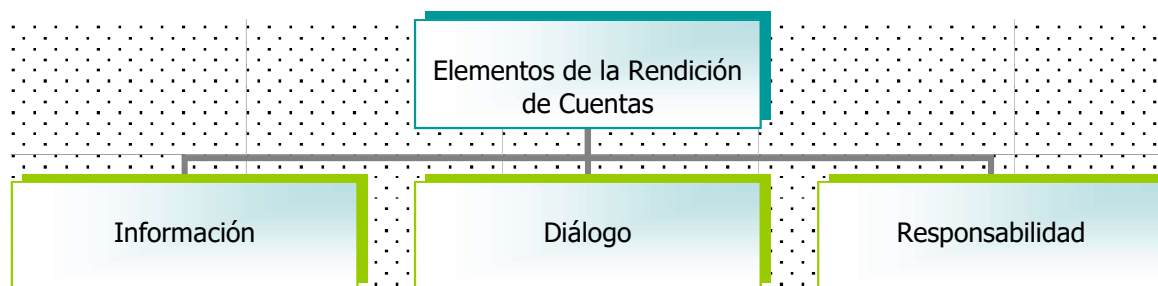 Elementos de la Rendición
de Cuentas
Información
Diálogo
Responsabilidad